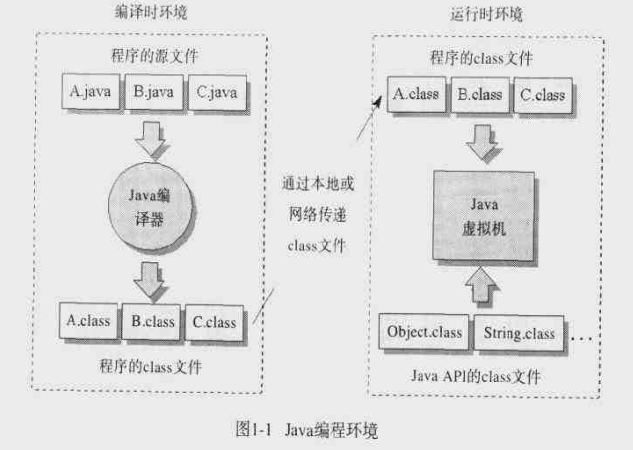 编译时环境
程序的源文件
A.java B.java C.java
Java编
译器
A.class B.class C.class
程序的class文件
通过本地或
网络传递
class文件
运行时环境
程序的class文件
A.class B.class C.class
Java
虚拟机
Object.class String.class ...
Java API的class文件
图1-1 Java编程环境